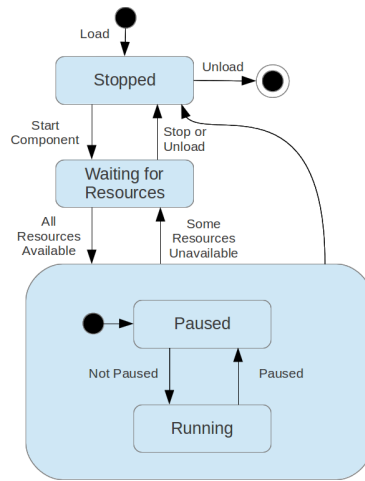 Load
Stopped
Unload
Start
Component
Stop or
Unload
Waiting for
Resources
All
Resources
Available
Some
Resources
Unavailable
Paused
Not Paused
Paused
Running